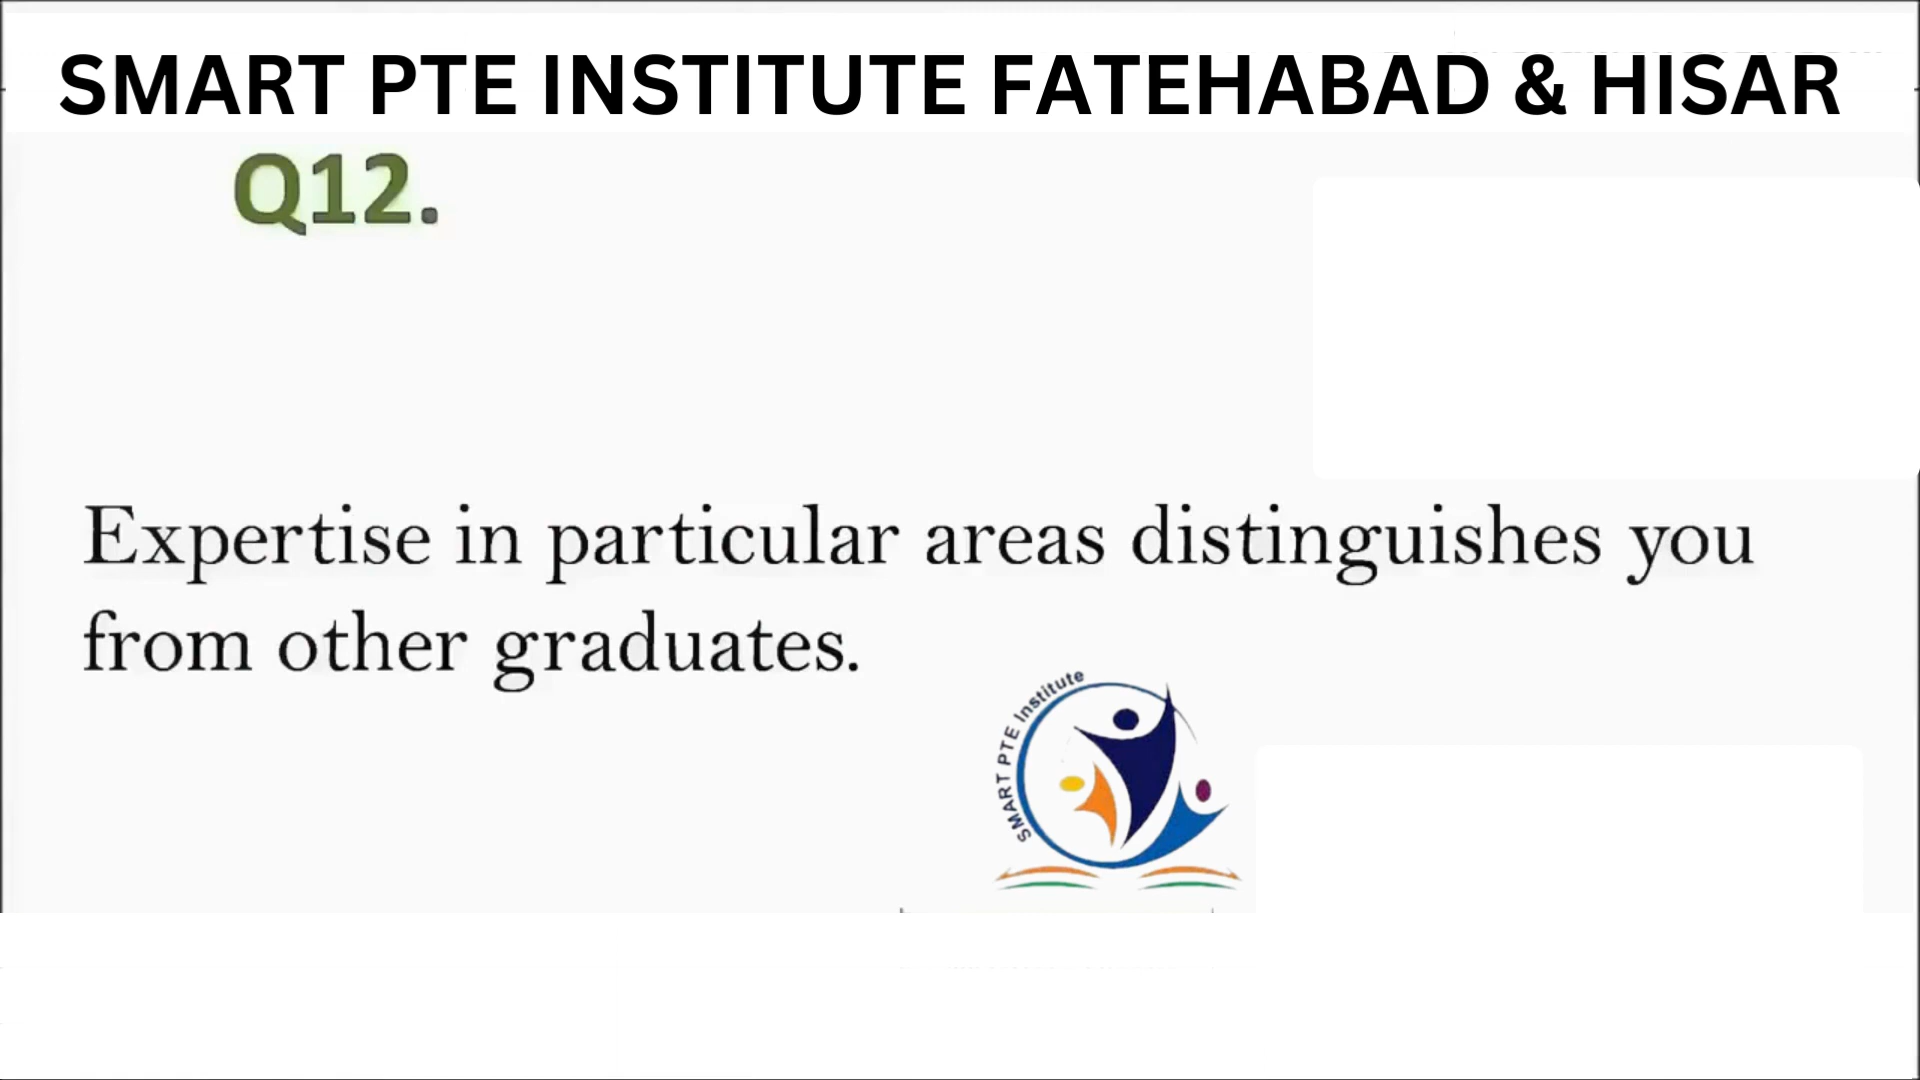 SMART PTE INSTITUTE FATEHABAD & HISAR
Q12.
Expertise in particular areas distinguishes you
from other graduates.
SMART PTE Institute